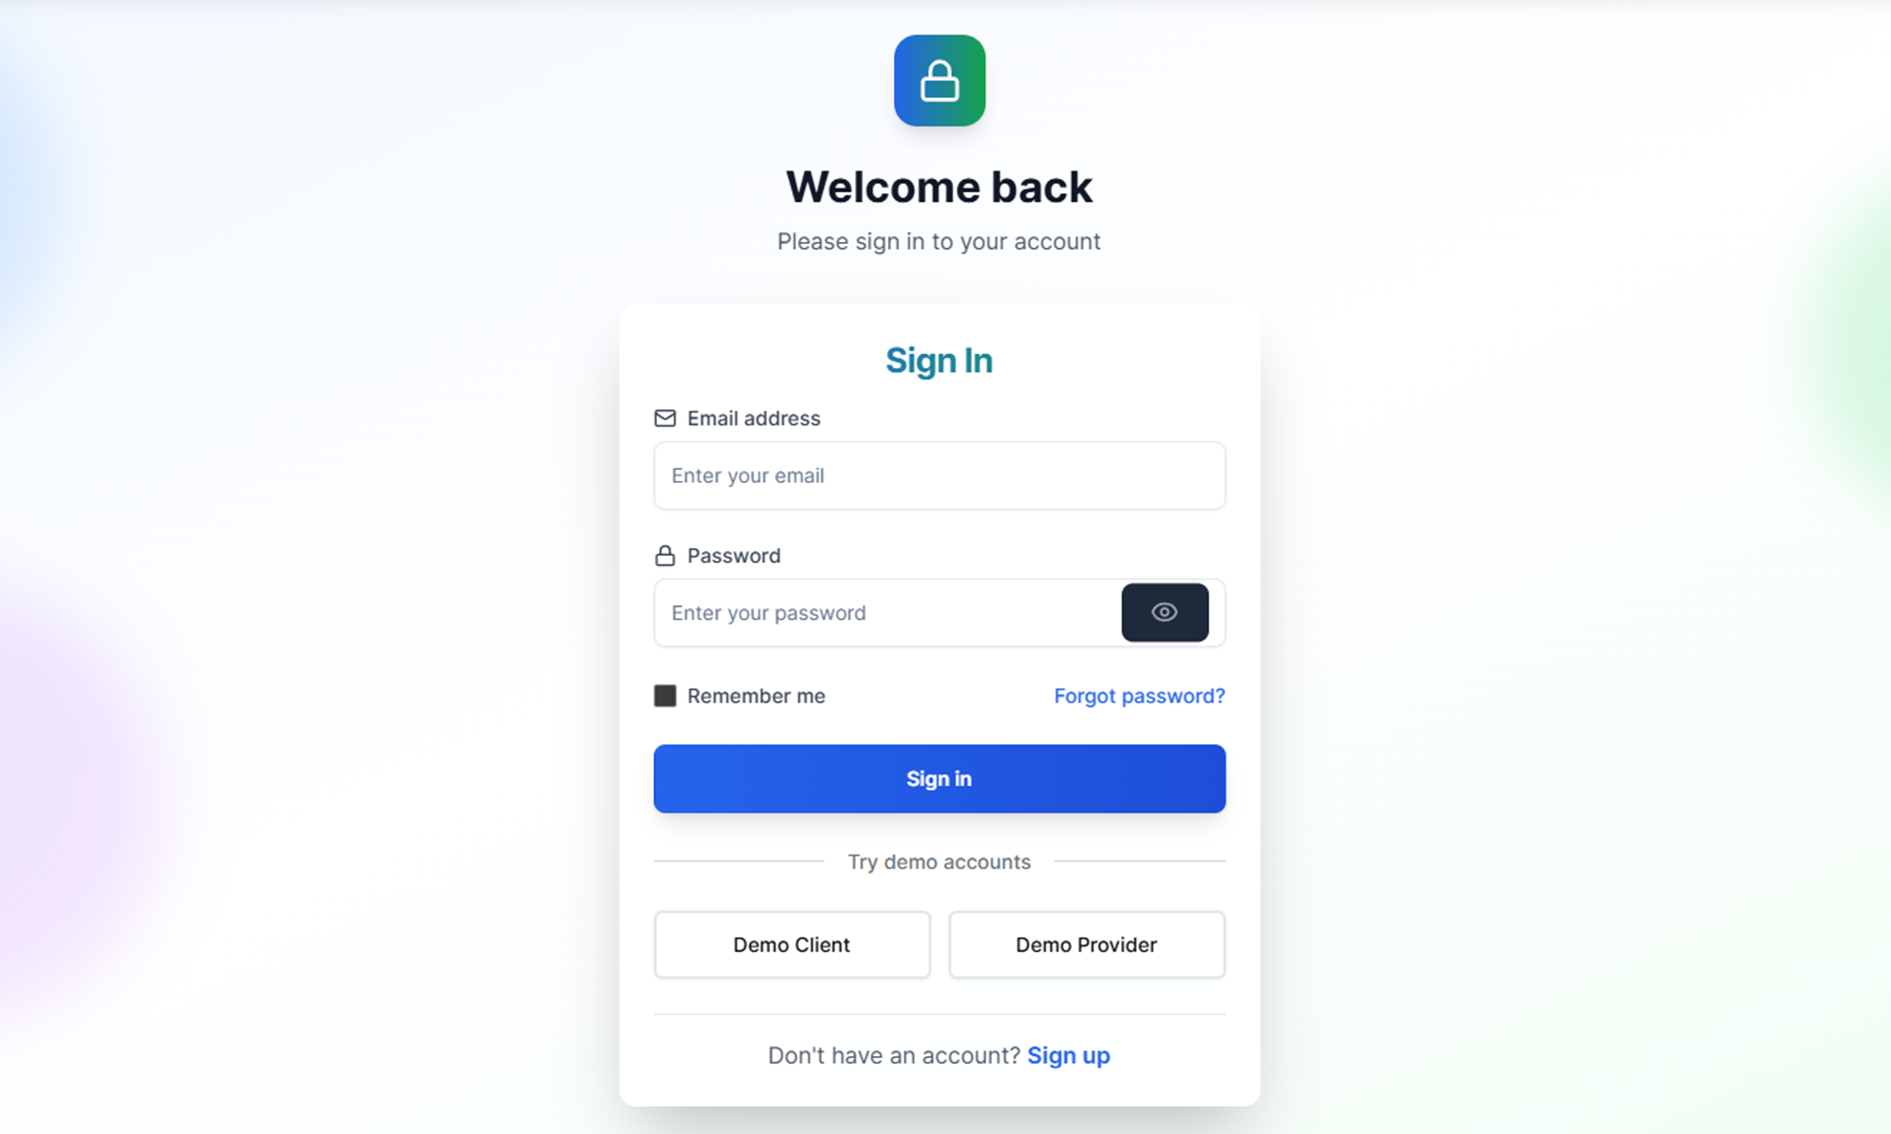 Welcome back
Please sign in to your account
Sign In
Email address
Enter your email
Password
Enter your password
Remember me
Forgot password?
Sign in
Try demo accounts
Demo Client
Demo Provider
Don't have an account? Sign up